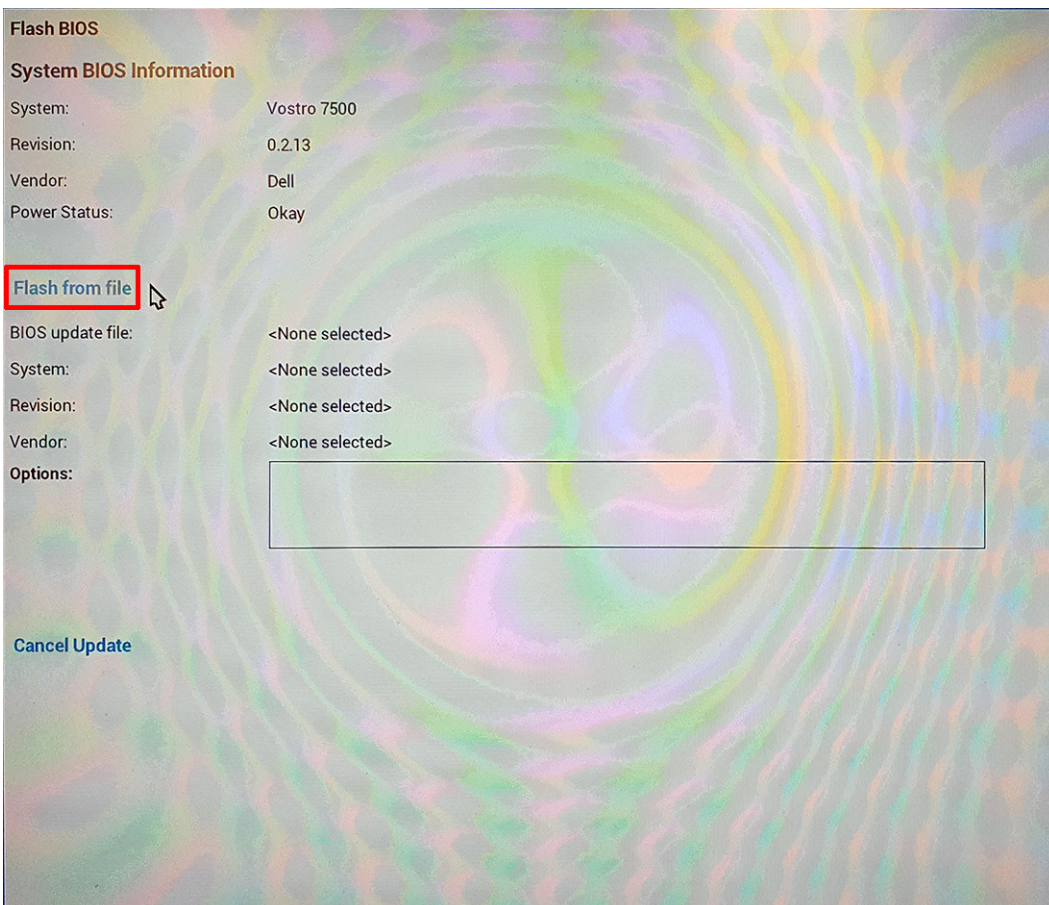 Flash BIOS
System BIOS Information
System: Vostro 7500
Revision: 0.2.13
Vendor: Dell
Power Status: Okay
Flash from file
BIOS update file: <None selected>
System: <None selected>
Revision: <None selected>
Vendor: <None selected>
Options:
Cancel Update